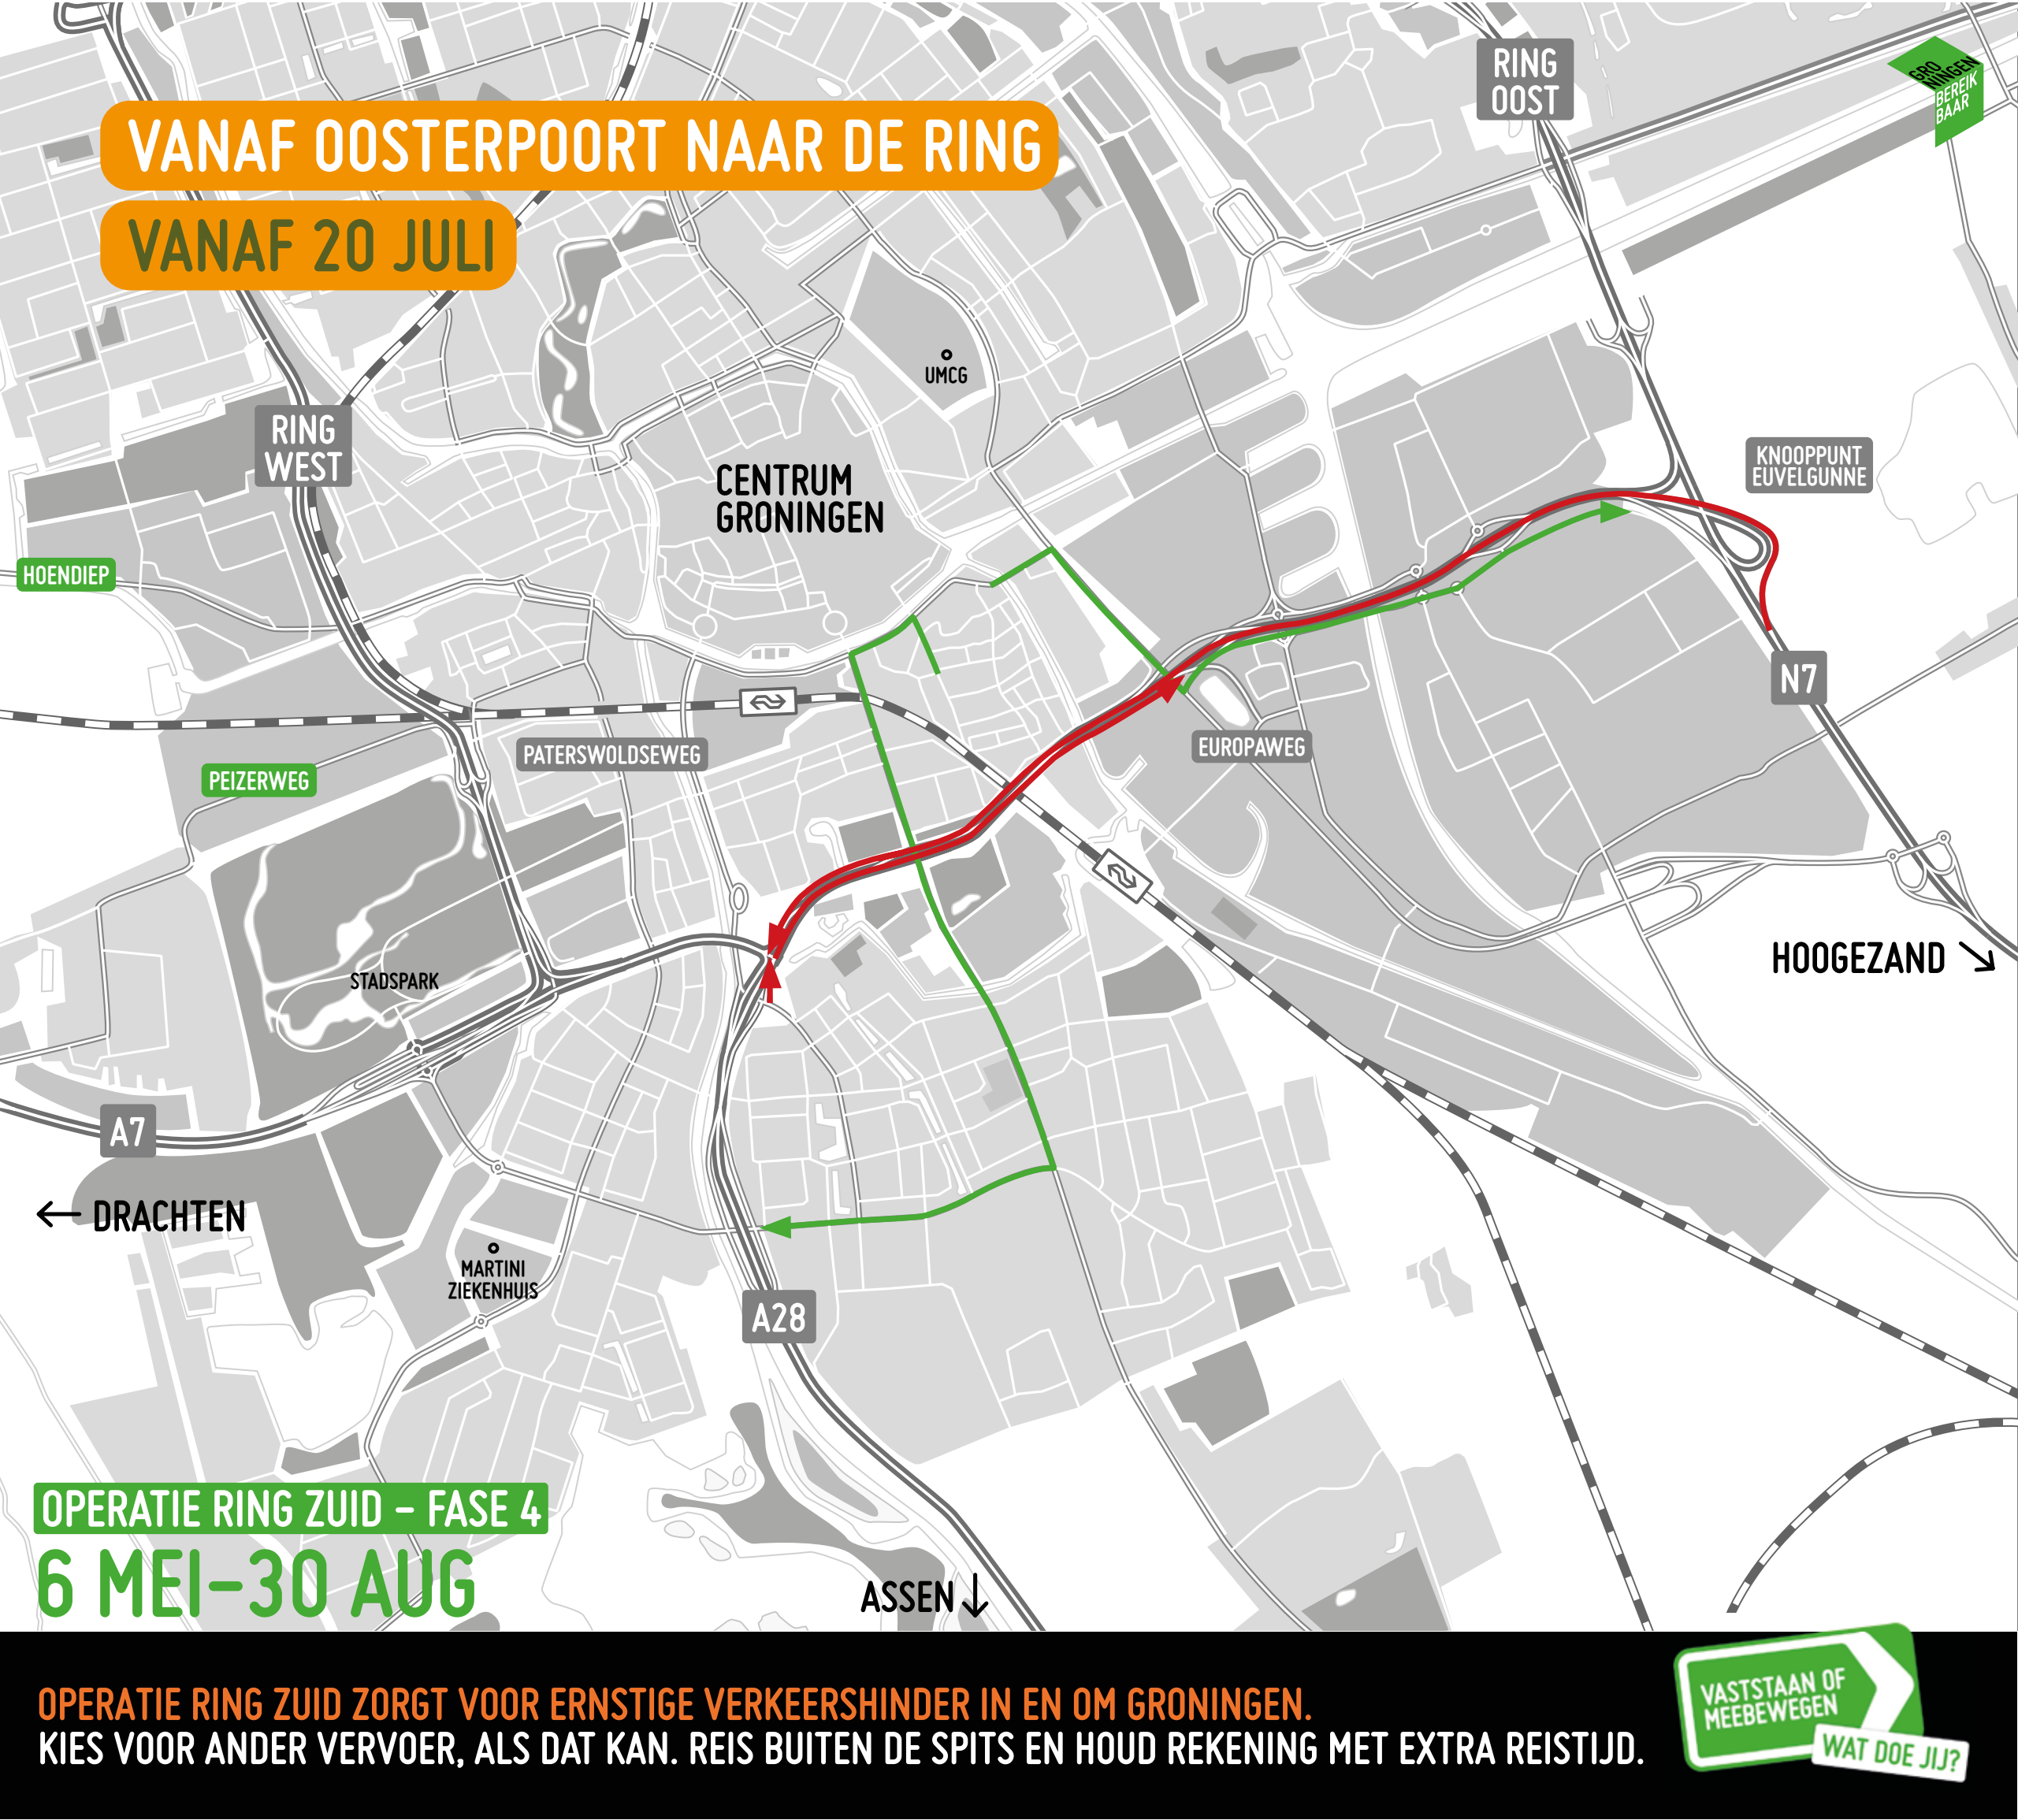 RING
OOST
GRO
NINGEN
BEREIK
BAAR
VANAF OOSTERPOORT NAAR DE RING
VANAF 20 JULI
UMCG
RING
WEST
CENTRUM
GRONINGEN
KNOOPPUNT
EUVELGUNNE
HOENDIEP
N7
PATERSWOLDSEWEG
EUROPAWEG
PEIZERWEG
HOOGEZAND
STADSPARK
A7
DRACHTEN
MARTINI
ZIEKENHUIS
A28
OPERATIE RING ZUID – FASE 4
6 MEI–30 AUG
ASSEN
OPERATIE RING ZUID ZORGT VOOR ERNSTIGE VERKEERSHINDER IN EN OM GRONINGEN.
KIES VOOR ANDER VERVOER, ALS DAT KAN. REIS BUITEN DE SPITS EN HOUD REKENING MET EXTRA REISTIJD.
VASTSTAAN OF
MEEBEWEGEN
WAT DOE JIJ?